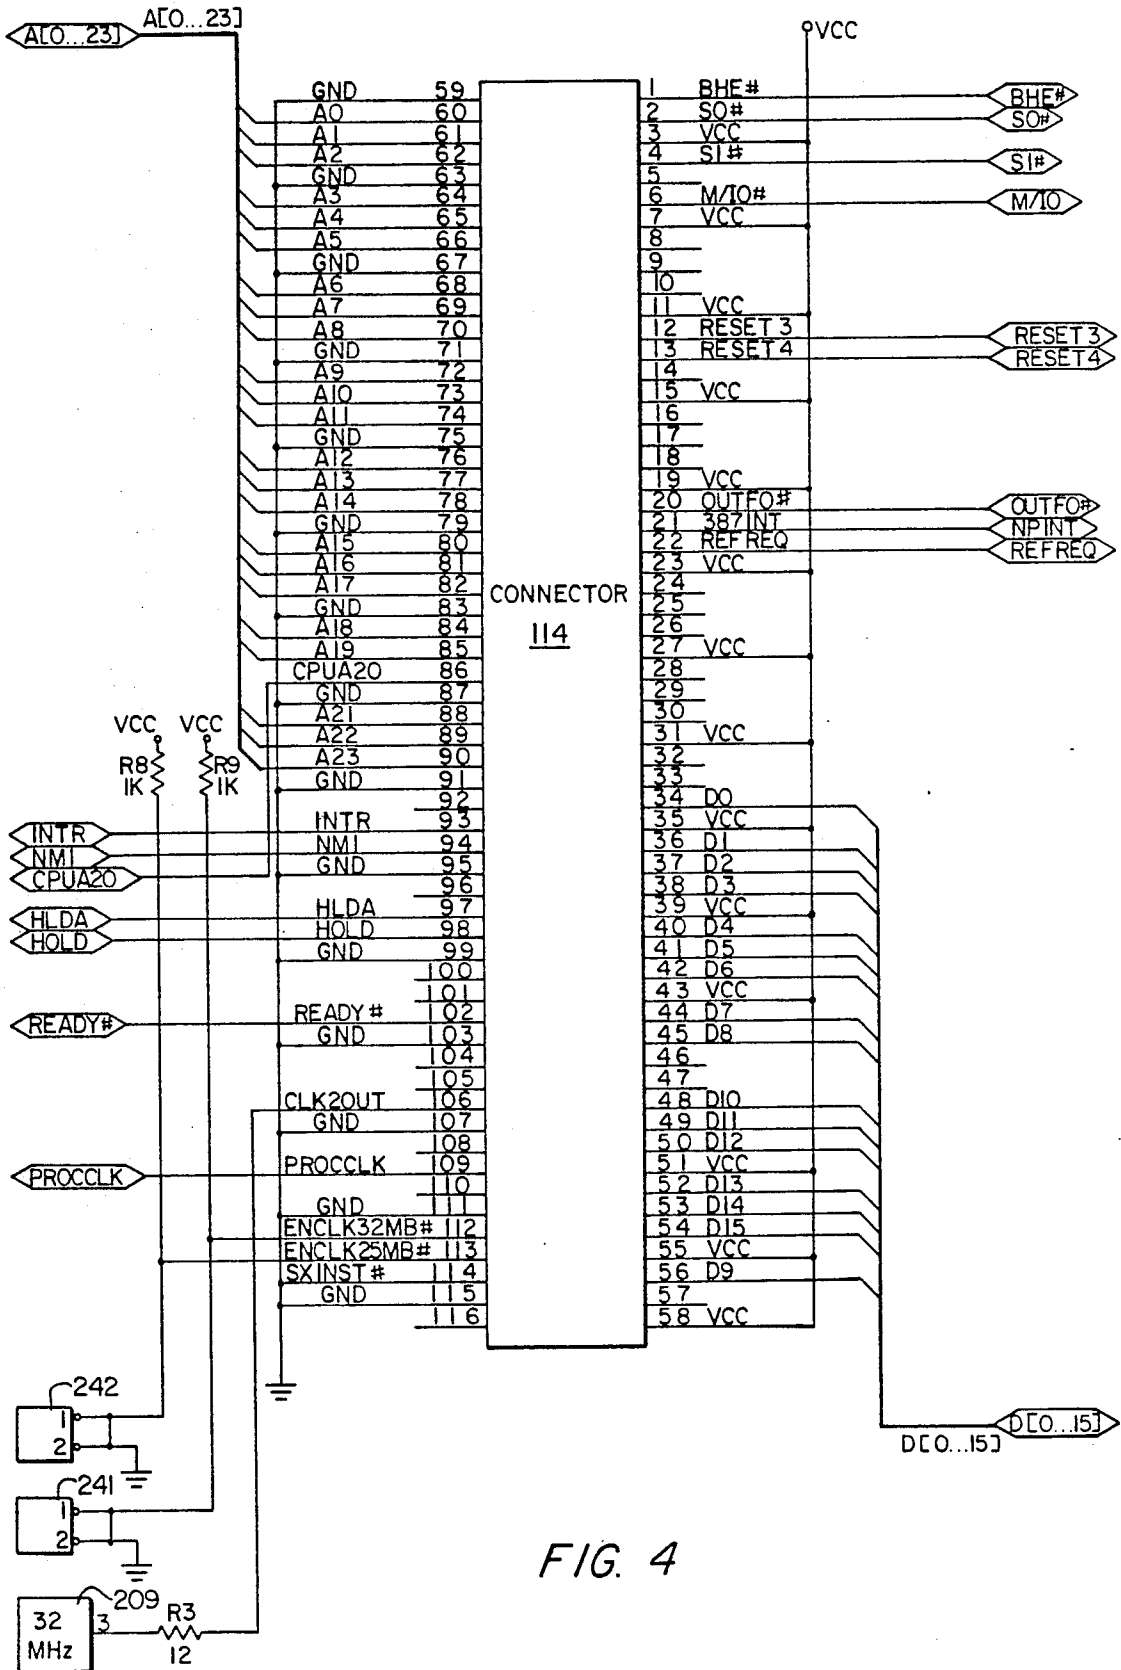 A[0...23]
A[0...23]
VCC
GND 59
A0 60
A1 61
A2 62
GND 63
A3 64
A4 65
A5 66
GND 67
A6 68
A7 69
A8 70
GND 71
A9 72
A10 73
A11 74
GND 75
A12 76
A13 77
A14 78
GND 79
A15 80
A16 81
A17 82
GND 83
A18 84
A19 85
CPUA20 86
GND 87
A21 88
A22 89
A23 90
GND 91
92
INTR 93
NMI 94
GND 95
96
HLDA 97
HOLD 98
GND 99
100
101
READY# 102
GND 103
104
105
CLK2OUT 106
GND 107
108
PROCCLK 109
110
GND 111
ENCLK32MB# 112
ENCLK25MB# 113
SXINST# 114
GND 115
116
CONNECTOR
114
1 BHE#
2 S0#
3 VCC
4 S1#
5
6 M/IO#
7 VCC
8
9
10
11 VCC
12 RESET3
13 RESET4
14
15 VCC
16
17
18
19 VCC
20 OUTF0#
21 387INT
22 REFREQ
23 VCC
24
25
26
27 VCC
28
29
30
31 VCC
32
33
34 D0
35 VCC
36 D1
37 D2
38 D3
39 VCC
40 D4
41 D5
42 D6
43 VCC
44 D7
45 D8
46
47
48 D10
49 D11
50 D12
51 VCC
52 D13
53 D14
54 D15
55 VCC
56 D9
57
58 VCC
BHE#
S0#
S1#
M/IO
RESET3
RESET4
OUTF0#
NPINT
REFREQ
VCC VCC
R8 R9
1K 1K
INTR
NMI
CPUA20
HLDA
HOLD
READY#
PROCCLK
242
1
2
241
1
2
209
32
MHz
3
R3
12
D[0...15]
D[0...15]
FIG. 4